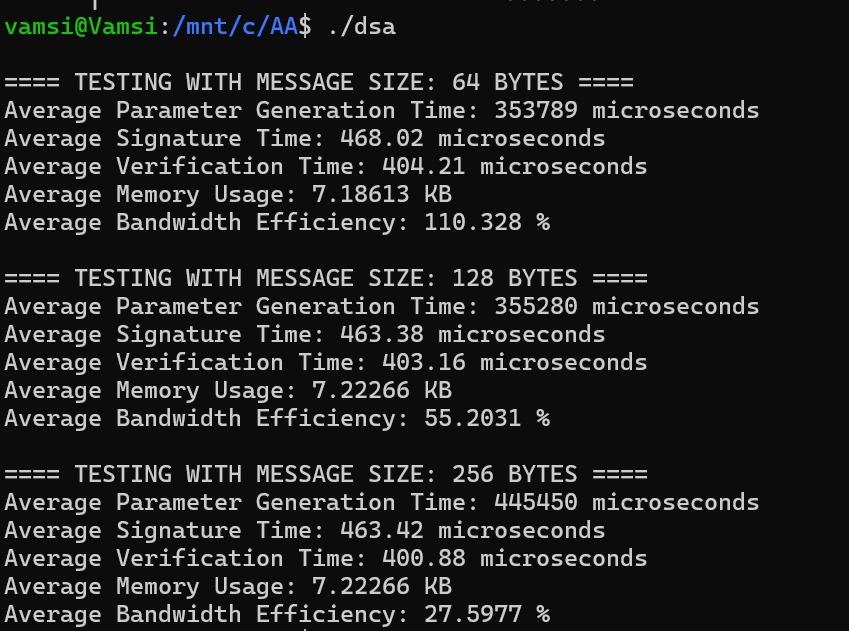 vamsi@Vamsi:/mnt/c/AA$ ./dsa
==== TESTING WITH MESSAGE SIZE: 64 BYTES ====
Average Parameter Generation Time: 353789 microseconds
Average Signature Time: 468.02 microseconds
Average Verification Time: 404.21 microseconds
Average Memory Usage: 7.18613 KB
Average Bandwidth Efficiency: 110.328 %
==== TESTING WITH MESSAGE SIZE: 128 BYTES ====
Average Parameter Generation Time: 355280 microseconds
Average Signature Time: 463.38 microseconds
Average Verification Time: 403.16 microseconds
Average Memory Usage: 7.22266 KB
Average Bandwidth Efficiency: 55.2031 %
==== TESTING WITH MESSAGE SIZE: 256 BYTES ====
Average Parameter Generation Time: 445450 microseconds
Average Signature Time: 463.42 microseconds
Average Verification Time: 400.88 microseconds
Average Memory Usage: 7.22266 KB
Average Bandwidth Efficiency: 27.5977 %